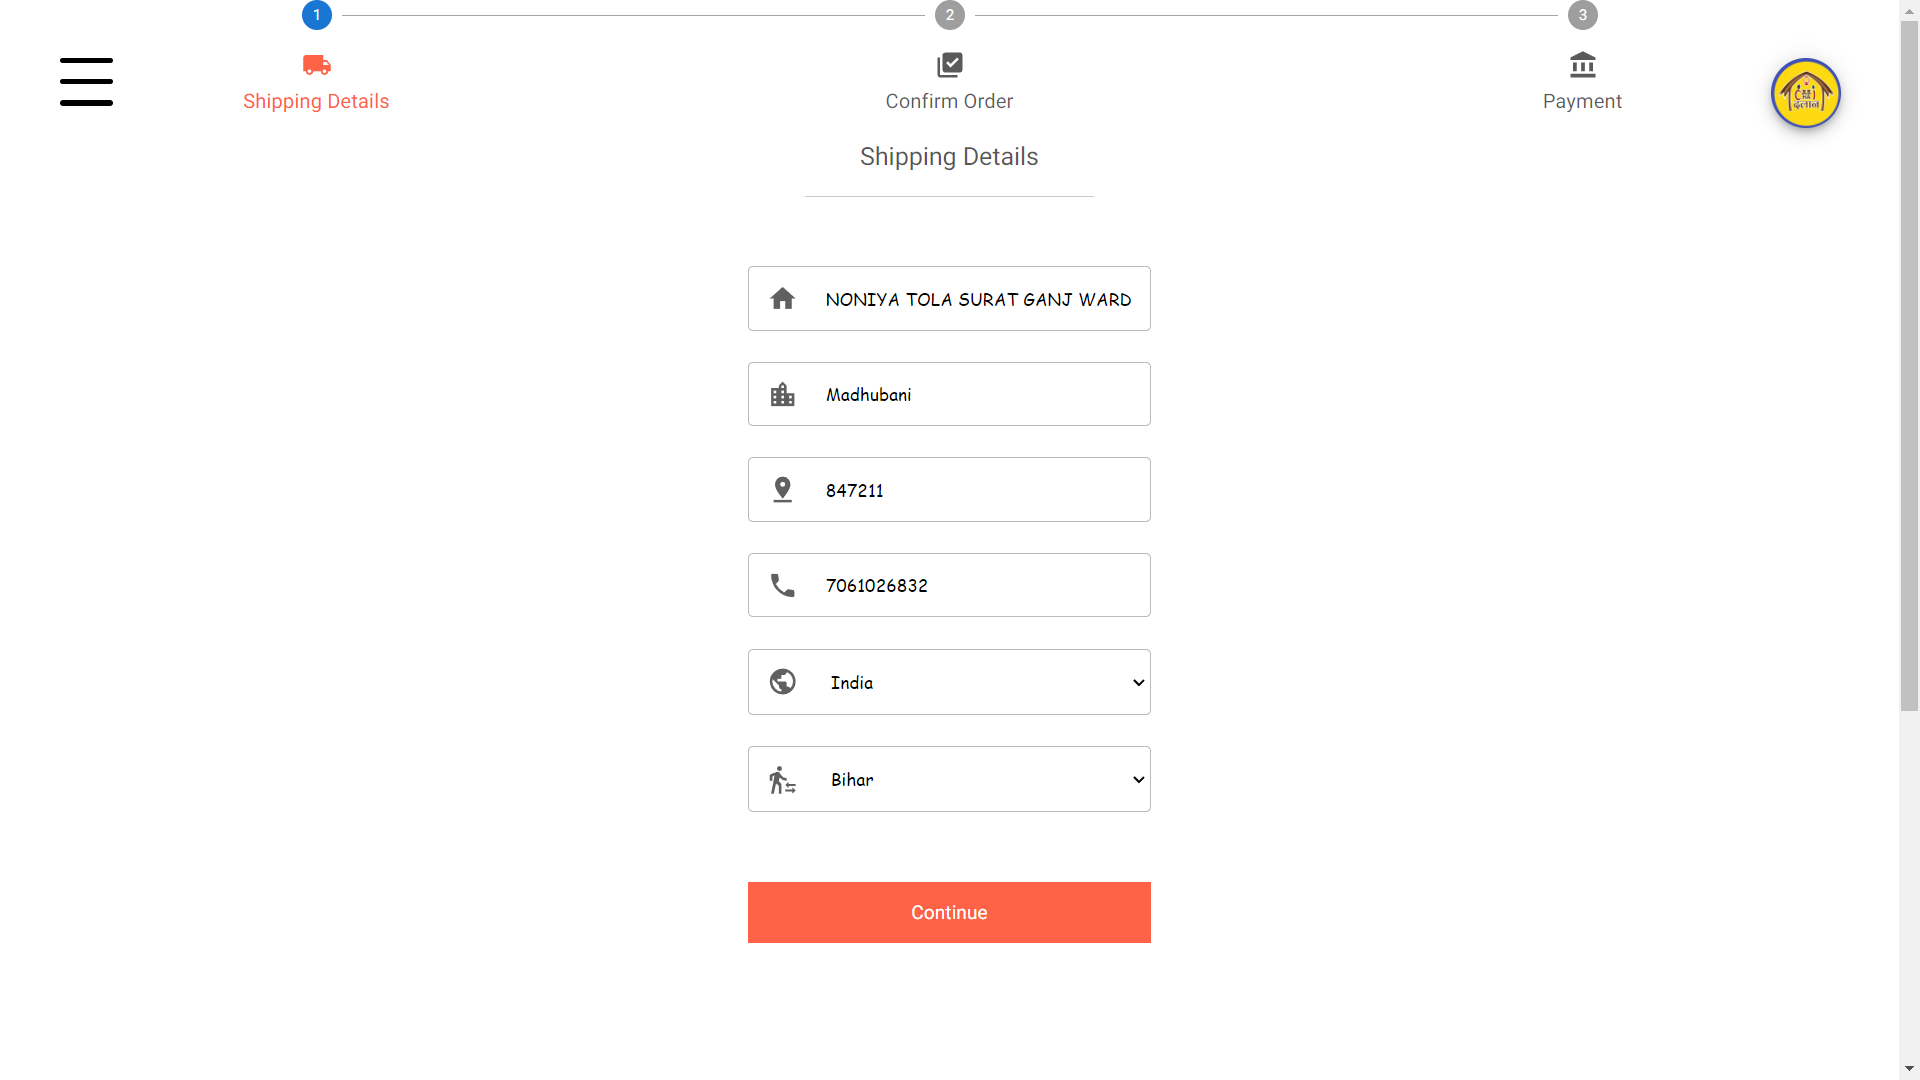 1
2
3
Shipping Details
Confirm Order
Payment
Shipping Details
NONIYA TOLA SURAT GANJ WARD
Madhubani
847211
7061026832
India
Bihar
Continue